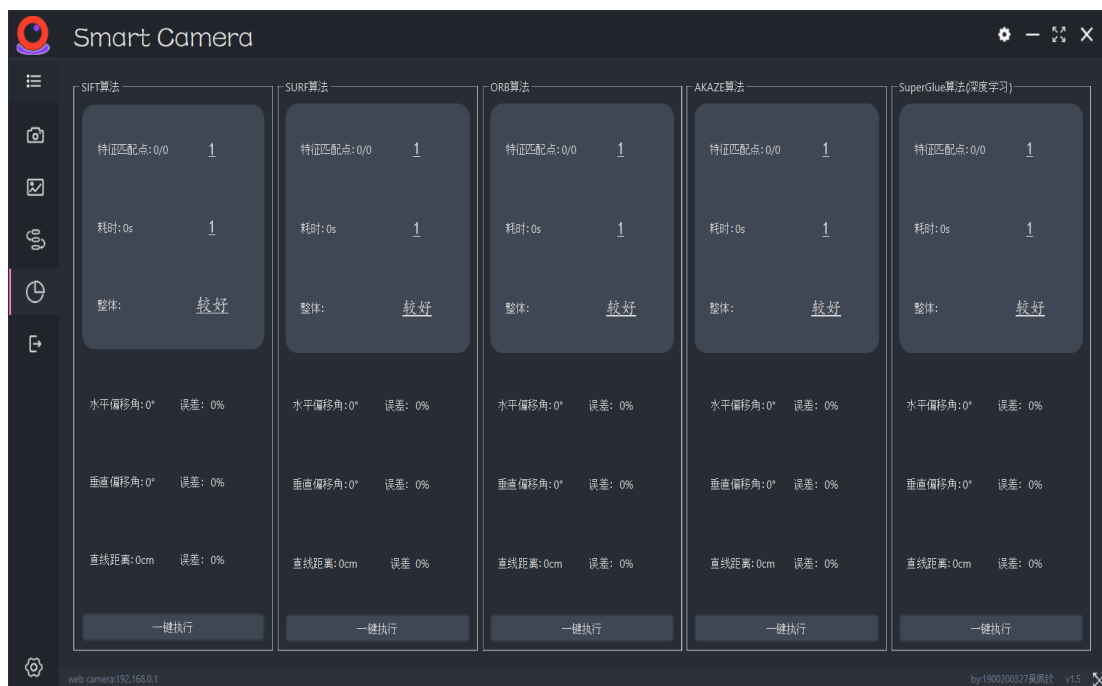 Smart Camera
SIFT算法
特征匹配点: 0/0 1
耗时: 0s 1
整体: 较好
水平偏移角: 0° 误差: 0%
垂直偏移角: 0° 误差: 0%
直线距离: 0cm 误差: 0%
一键执行
SURF算法
特征匹配点: 0/0 1
耗时: 0s 1
整体: 较好
水平偏移角: 0° 误差: 0%
垂直偏移角: 0° 误差: 0%
直线距离: 0cm 误差 0%
一键执行
ORB算法
特征匹配点: 0/0 1
耗时: 0s 1
整体: 较好
水平偏移角: 0° 误差: 0%
垂直偏移角: 0° 误差: 0%
直线距离: 0cm 误差: 0%
一键执行
AKAZE算法
特征匹配点: 0/0 1
耗时: 0s 1
整体: 较好
水平偏移角: 0° 误差: 0%
垂直偏移角: 0° 误差: 0%
直线距离: 0cm 误差: 0%
一键执行
SuperGlue算法(深度学习)
特征匹配点: 0/0 1
耗时: 0s 1
整体: 较好
水平偏移角: 0° 误差: 0%
垂直偏移角: 0° 误差: 0%
直线距离: 0cm 误差: 0%
一键执行
web camera:192.168.0.1
by:1900200327吴佩钦 v1.5